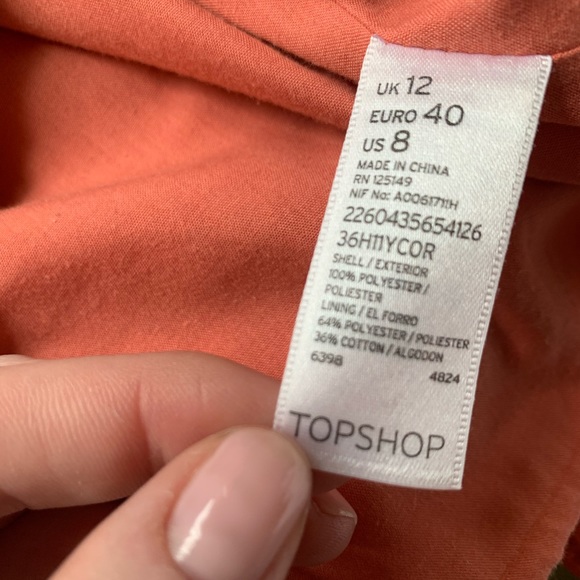 UK 12
EURO 40
US 8
MADE IN CHINA
RN 125149
NIF No: A0061711H
2260435654126
36H11YCOR
SHELL / EXTERIOR
100% POLYESTER /
POLIESTER
LINING / EL FORRO
64% POLYESTER / POLIESTER
36% COTTON / ALGODON
6398 4824
TOPSHOP